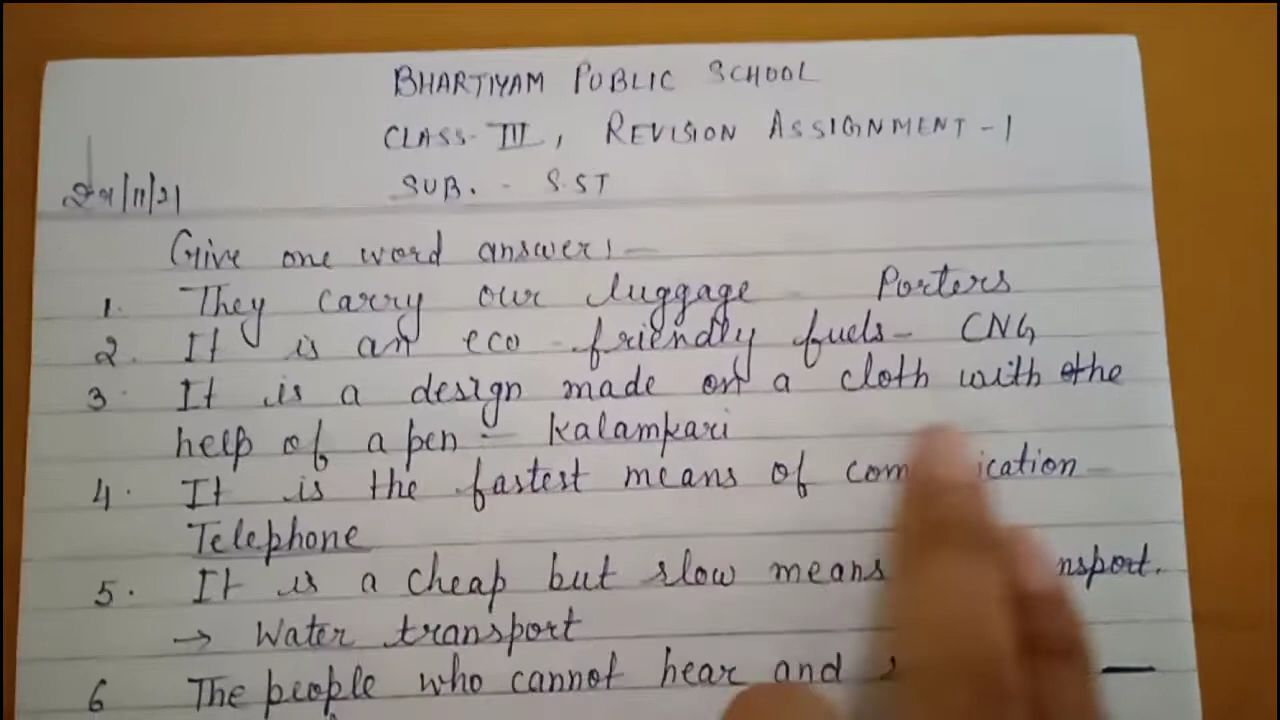 BHARTIYAM PUBLIC SCHOOL
CLASS-III, REVISION ASSIGNMENT-1
SUB. - S.ST
Give one word answer:-
1. They carry our luggage Porters
2. It is an eco-friendly fuels- CNG
3. It is a design made on a cloth with the
help of a pen - Kalamkari
4. It is the fastest means of com ication
Telephone
5. It is a cheap but slow means nsport.
→ Water transport
6 The people who cannot hear and